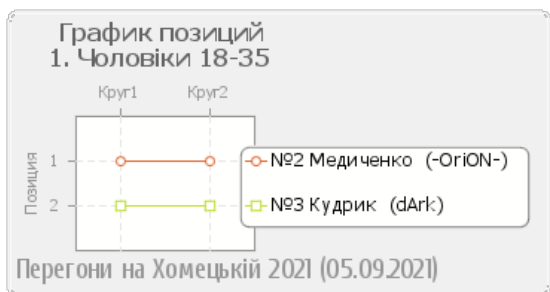 График позиций
1. Чоловіки 18-35
Круг1 Круг2
Позиция
1
2
№2 Медиченко (-OriON-)
№3 Кудрик (dArk)
Перегони на Хомецькій 2021 (05.09.2021)